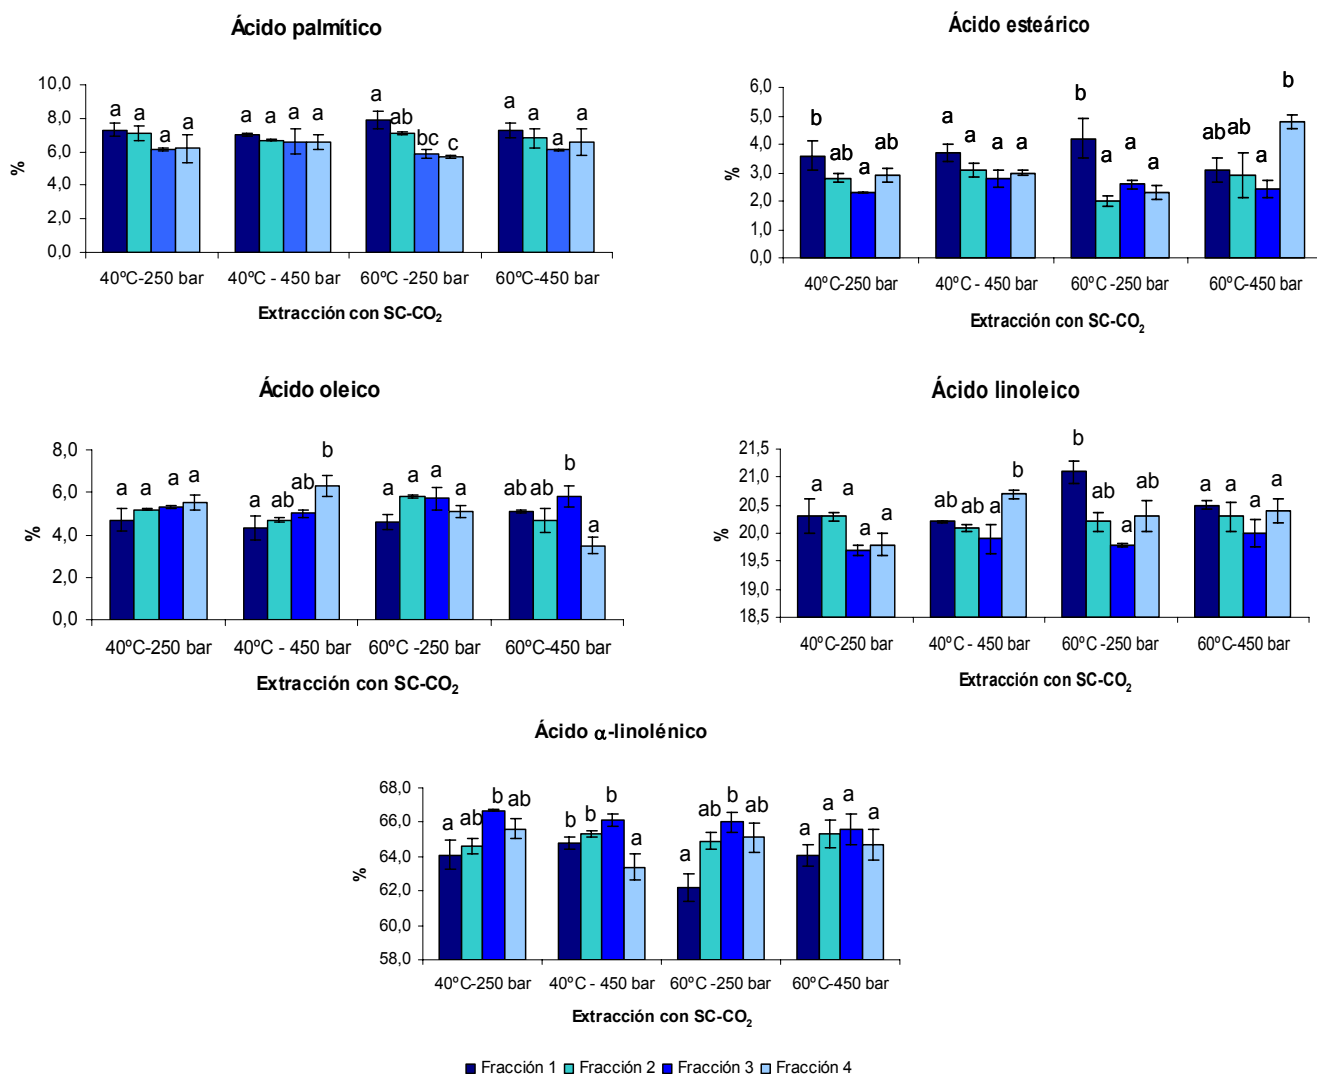 Ácido palmítico
10,0
8,0
6,0
4,0
2,0
0,0
%
a a a a
a a a a
a ab bc c
a a a a
40ºC-250 bar 40ºC - 450 bar 60ºC -250 bar 60ºC-450 bar
Extracción con SC-CO₂
Ácido esteárico
6,0
5,0
4,0
3,0
2,0
1,0
0,0
%
b ab a ab
a a a a
b a a a
ab ab a b
40ºC-250 bar 40ºC - 450 bar 60ºC -250 bar 60ºC-450 bar
Extracción con SC-CO₂
Ácido oleico
8,0
6,0
4,0
2,0
0,0
%
a a a a
a ab ab b
a a a a
ab ab b a
40ºC-250 bar 40ºC - 450 bar 60ºC -250 bar 60ºC-450 bar
Extracción con SC-CO₂
Ácido linoleico
21,5
21,0
20,5
20,0
19,5
19,0
18,5
%
a a a a
ab ab a b
b ab a ab
a a a a
40ºC-250 bar 40ºC - 450 bar 60ºC -250 bar 60ºC-450 bar
Extracción con SC-CO₂
Ácido α-linolénico
68,0
66,0
64,0
62,0
60,0
58,0
%
a ab b ab
b b b a
a ab b ab
a a a a
40ºC-250 bar 40ºC - 450 bar 60ºC -250 bar 60ºC-450 bar
Extracción con SC-CO₂
Fracción 1 Fracción 2 Fracción 3 Fracción 4